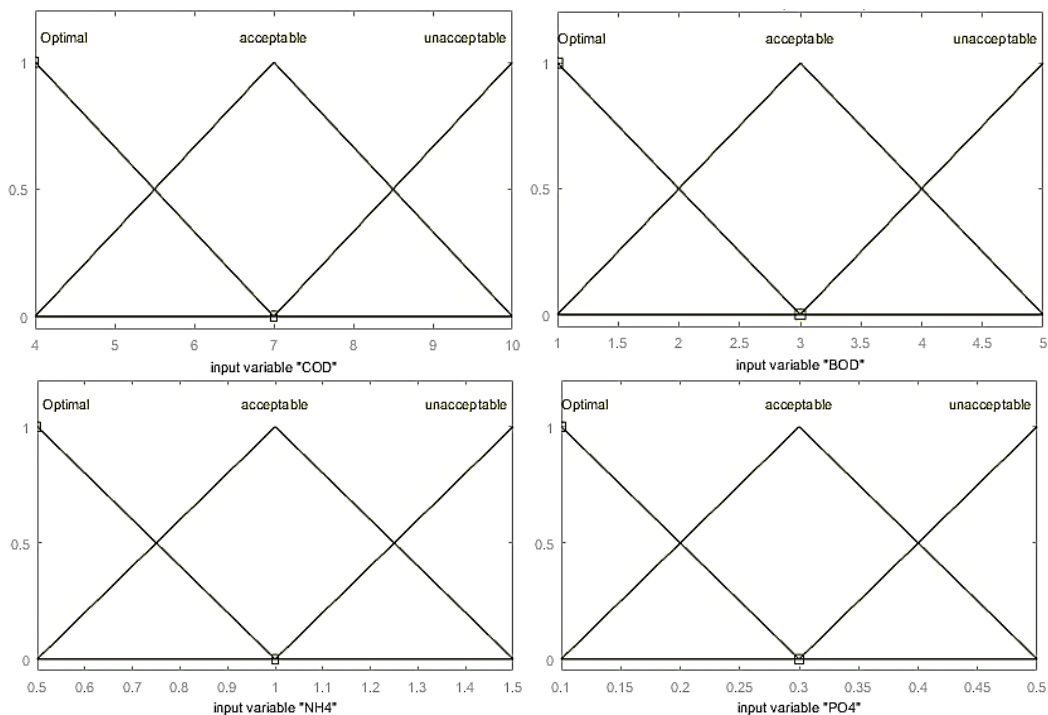 Optimal acceptable unacceptable
1
0.5
0
4 5 6 7 8 9 10
input variable "COD"
Optimal acceptable unacceptable
1
0.5
0
1 1.5 2 2.5 3 3.5 4 4.5 5
input variable "BOD"
Optimal acceptable unacceptable
1
0.5
0
0.5 0.6 0.7 0.8 0.9 1 1.1 1.2 1.3 1.4 1.5
input variable "NH4"
Optimal acceptable unacceptable
1
0.5
0
0.1 0.15 0.2 0.25 0.3 0.35 0.4 0.45 0.5
input variable "PO4"